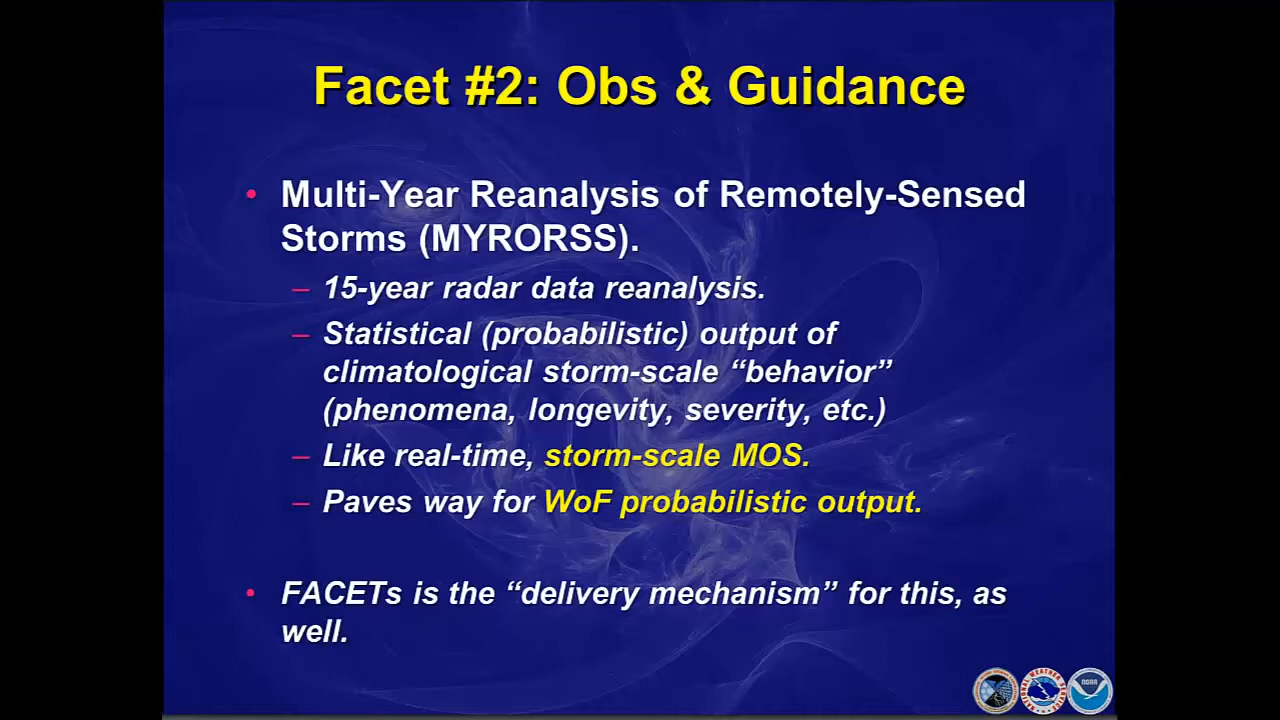 Facet #2: Obs & Guidance
• Multi-Year Reanalysis of Remotely-Sensed
Storms (MYRORSS).
– 15-year radar data reanalysis.
– Statistical (probabilistic) output of
climatological storm-scale “behavior”
(phenomena, longevity, severity, etc.)
– Like real-time, storm-scale MOS.
– Paves way for WoF probabilistic output.
• FACETs is the “delivery mechanism” for this, as
well.
NOAA